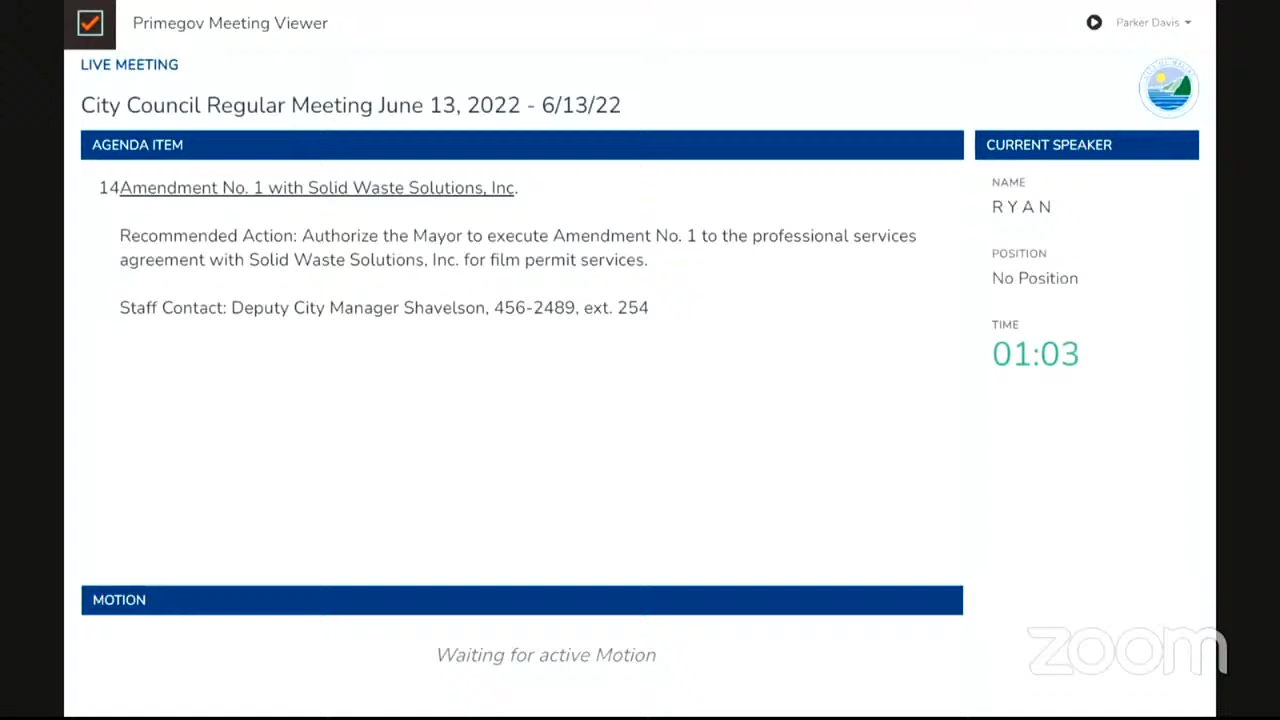 Primegov Meeting Viewer
Parker Davis
LIVE MEETING
City Council Regular Meeting June 13, 2022 - 6/13/22
AGENDA ITEM
CURRENT SPEAKER
14Amendment No. 1 with Solid Waste Solutions, Inc.
Recommended Action: Authorize the Mayor to execute Amendment No. 1 to the professional services
agreement with Solid Waste Solutions, Inc. for film permit services.
Staff Contact: Deputy City Manager Shavelson, 456-2489, ext. 254
NAME
R Y A N
POSITION
No Position
TIME
01:03
MOTION
Waiting for active Motion
zoom